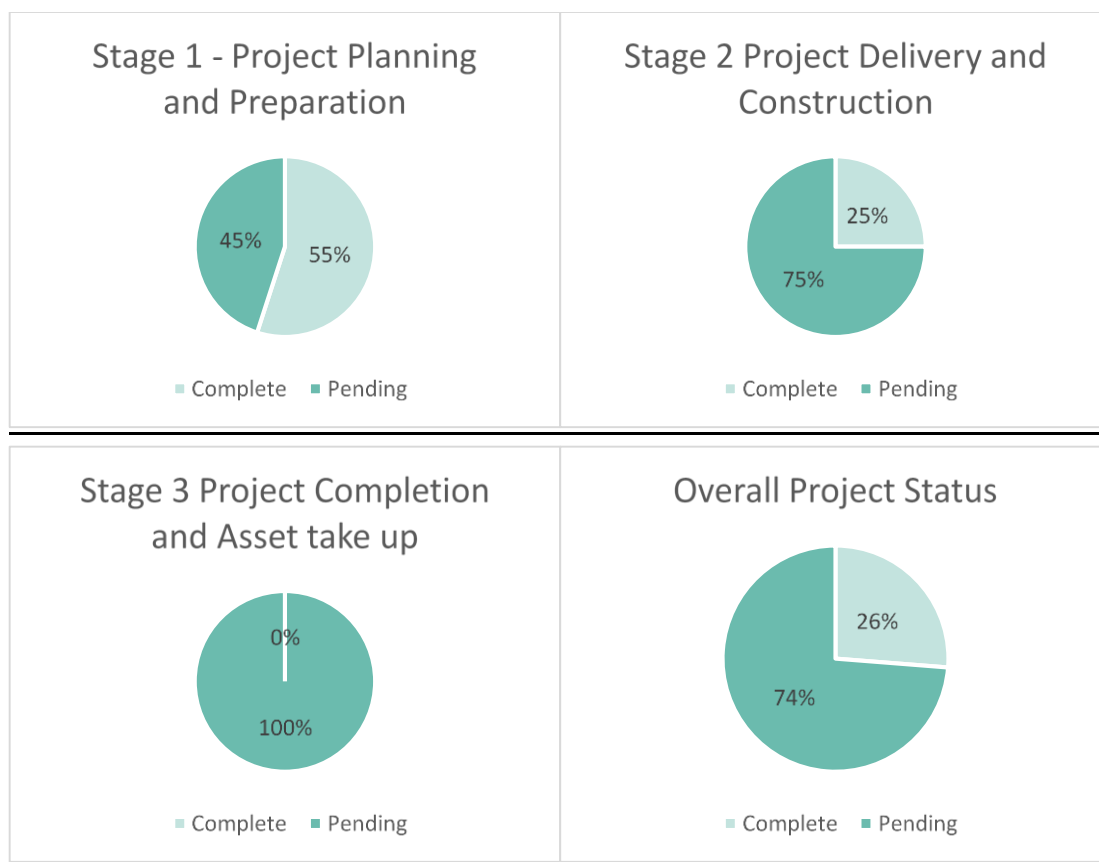 Stage 1 - Project Planning
and Preparation
45%
55%
Complete Pending
Stage 2 Project Delivery and
Construction
25%
75%
Complete Pending
Stage 3 Project Completion
and Asset take up
0%
100%
Complete Pending
Overall Project Status
26%
74%
Complete Pending